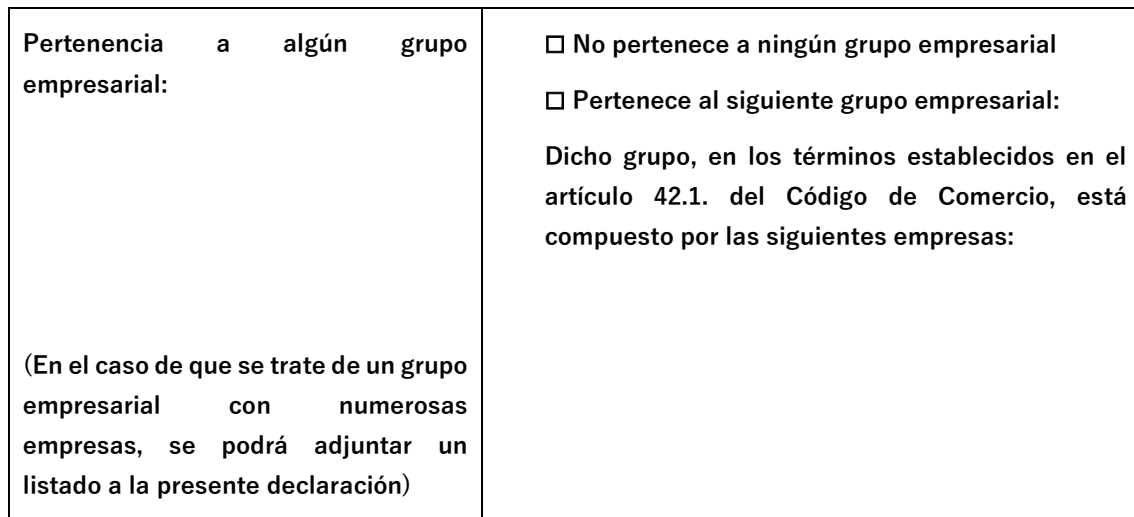 Pertenencia a algún grupo
empresarial:
(En el caso de que se trate de un grupo
empresarial con numerosas
empresas, se podrá adjuntar un
listado a la presente declaración)
☐ No pertenece a ningún grupo empresarial
☐ Pertenece al siguiente grupo empresarial:
Dicho grupo, en los términos establecidos en el
artículo 42.1. del Código de Comercio, está
compuesto por las siguientes empresas: